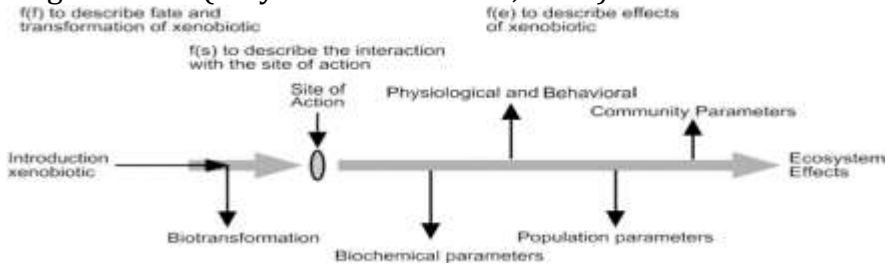 f(f) to describe fate and
transformation of xenobiotic
f(e) to describe effects
of xenobiotic
f(s) to describe the interaction
with the site of action
Site of
Action
Physiological and Behavioral
Community Parameters
Introduction
xenobiotic
Ecosystem
Effects
Biotransformation
Biochemical parameters
Population parameters